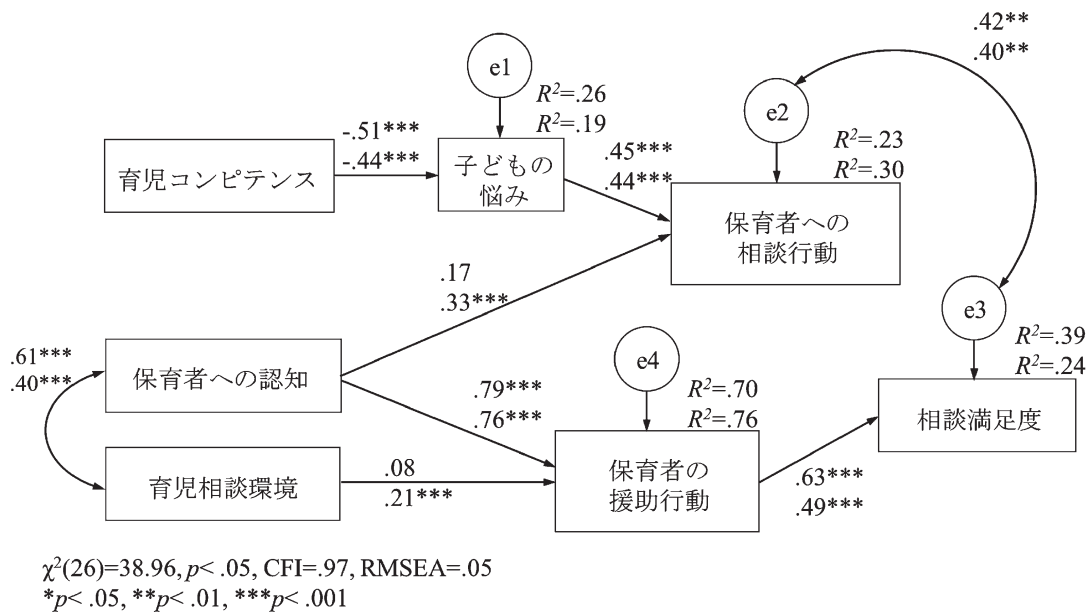 .42**
.40**
e1
R²=.26
R²=.19
e2
R²=.23
R²=.30
-.51***
-.44***
育児コンピテンス
子どもの
悩み
.45***
.44***
保育者への
相談行動
.17
.33***
e3
R²=.39
R²=.24
.61***
.40***
保育者への認知
e4
R²=.70
R²=.76
.79***
.76***
相談満足度
育児相談環境
.08
.21***
保育者の
援助行動
.63***
.49***
χ²(26)=38.96, p< .05, CFI=.97, RMSEA=.05
*p< .05, **p< .01, ***p< .001